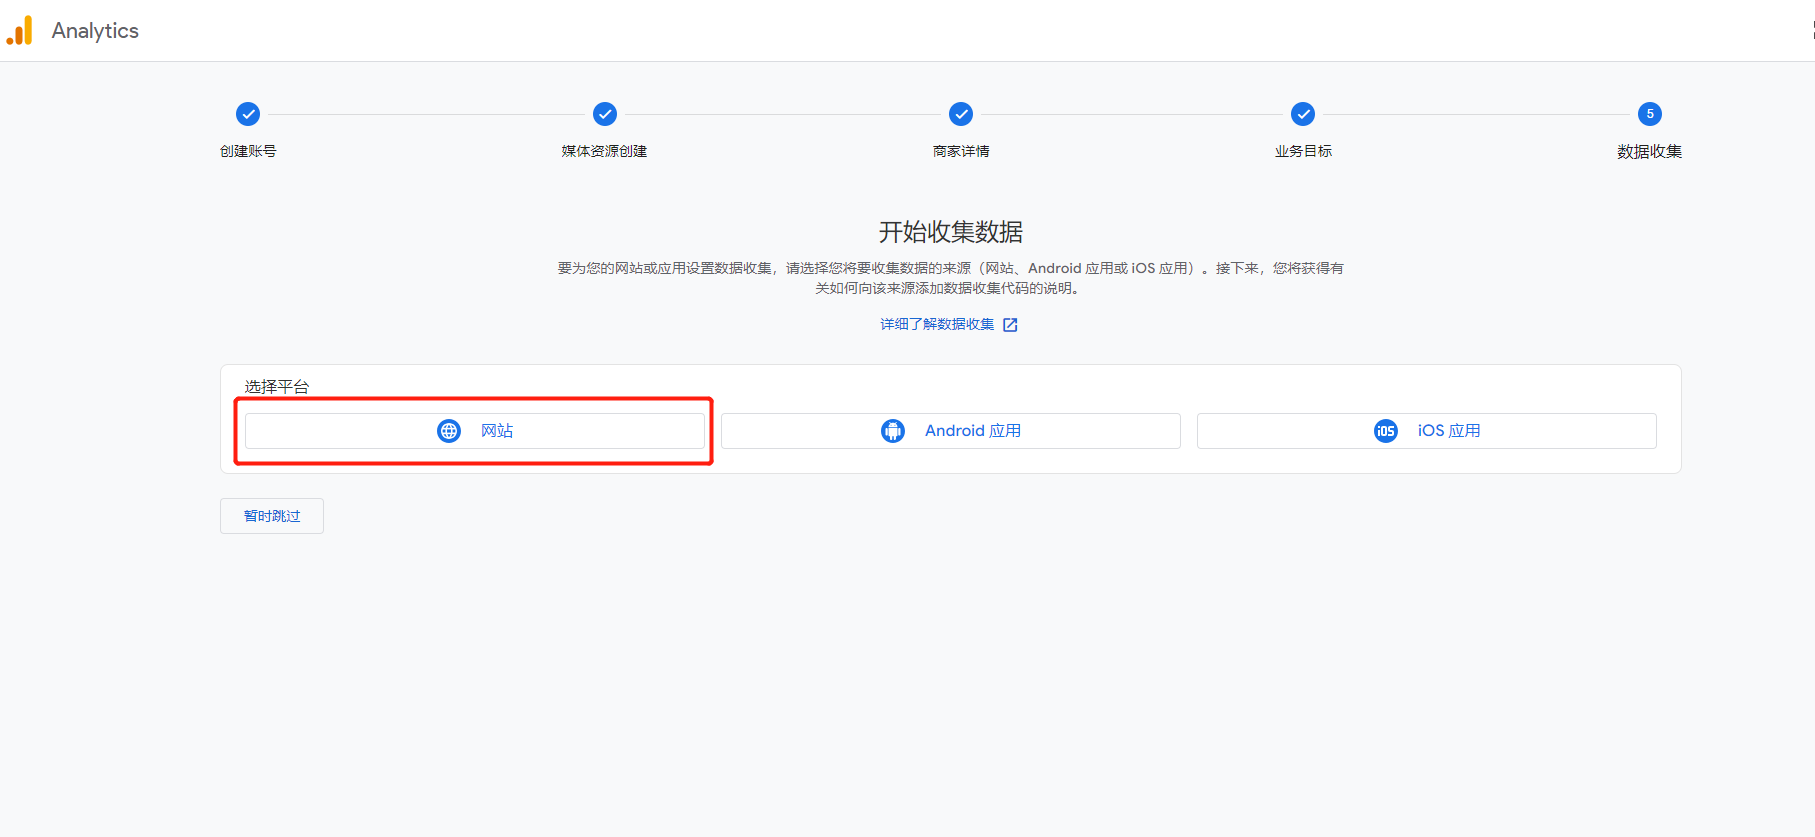 Analytics
5
创建账号
媒体资源创建
商家详情
业务目标
数据收集
开始收集数据
要为您的网站或应用设置数据收集，请选择您将要收集数据的来源（网站、Android 应用或 iOS 应用）。接下来，您将获得有
关如何向该来源添加数据收集代码的说明。
详细了解数据收集
选择平台
网站
Android 应用
iOS
iOS 应用
暂时跳过